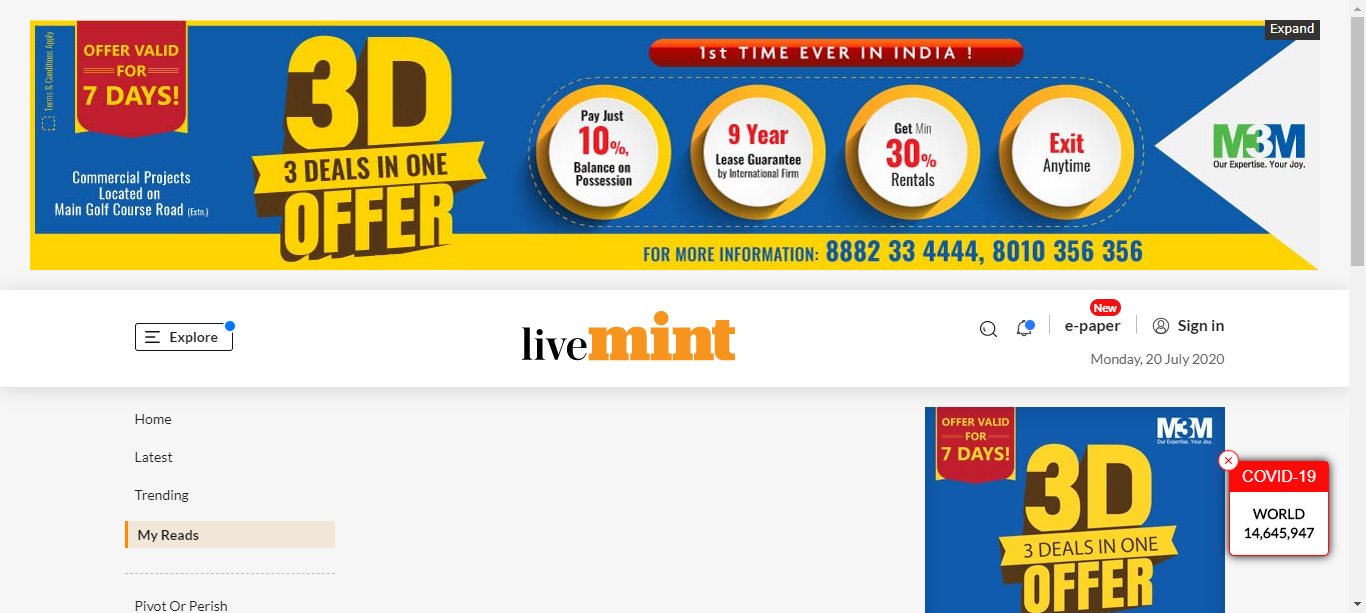 Expand
Terms & Conditions Apply
OFFER VALID
FOR
7 DAYS!
Commercial Projects
Located on
Main Golf Course Road (Extn.)
3D
3 DEALS IN ONE
OFFER
1st TIME EVER IN INDIA !
Pay Just
10%,
Balance on
Possession
9 Year
Lease Guarantee
by International Firm
Get Min
30%
Rentals
Exit
Anytime
M3M
Our Expertise. Your Joy.
FOR MORE INFORMATION: 8882 33 4444, 8010 356 356
Explore
livemint
New
e-paper
Sign in
Monday, 20 July 2020
Home
Latest
Trending
My Reads
Pivot Or Perish
OFFER VALID
FOR
7 DAYS!
M3M
Our Expertise. Your Joy.
3D
3 DEALS IN ONE
OFFER
COVID-19
WORLD
14,645,947